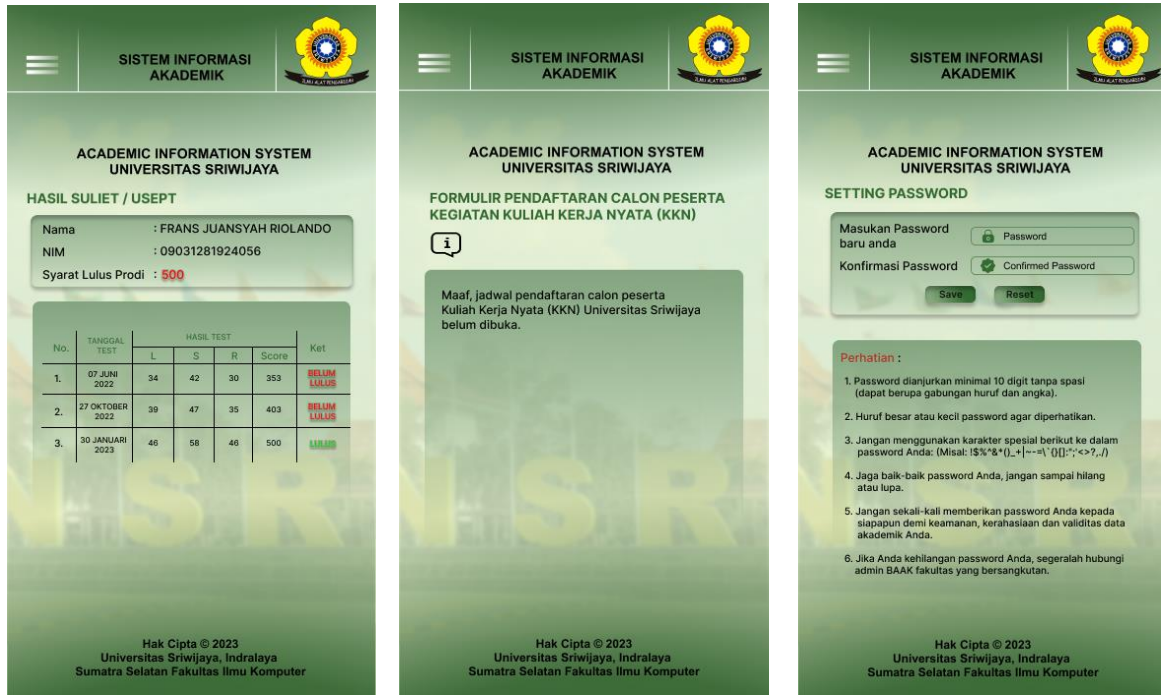 SISTEM INFORMASI
AKADEMIK
ILMU ALAT PENGABDIAN
ACADEMIC INFORMATION SYSTEM
UNIVERSITAS SRIWIJAYA
HASIL SULIET / USEPT
Nama : FRANS JUANSYAH RIOLANDO
NIM : 09031281924056
Syarat Lulus Prodi : 500
No. TANGGAL TEST HASIL TEST Ket
L S R Score
1. 07 JUNI 2022 34 42 30 353 BELUM LULUS
2. 27 OKTOBER 2022 39 47 35 403 BELUM LULUS
3. 30 JANUARI 2023 46 58 46 500 LULUS
N S R
Hak Cipta © 2023
Universitas Sriwijaya, Indralaya
Sumatra Selatan Fakultas Ilmu Komputer
SISTEM INFORMASI
AKADEMIK
ILMU ALAT PENGABDIAN
ACADEMIC INFORMATION SYSTEM
UNIVERSITAS SRIWIJAYA
FORMULIR PENDAFTARAN CALON PESERTA
KEGIATAN KULIAH KERJA NYATA (KKN)
i
Maaf, jadwal pendaftaran calon peserta
Kuliah Kerja Nyata (KKN) Universitas Sriwijaya
belum dibuka.
N S R
Hak Cipta © 2023
Universitas Sriwijaya, Indralaya
Sumatra Selatan Fakultas Ilmu Komputer
SISTEM INFORMASI
AKADEMIK
ILMU ALAT PENGABDIAN
ACADEMIC INFORMATION SYSTEM
UNIVERSITAS SRIWIJAYA
SETTING PASSWORD
Masukan Password
baru anda
Password
Konfirmasi Password
Confirmed Password
Save Reset
Perhatian :
1. Password dianjurkan minimal 10 digit tanpa spasi
(dapat berupa gabungan huruf dan angka).
2. Huruf besar atau kecil password agar diperhatikan.
3. Jangan menggunakan karakter spesial berikut ke dalam
password Anda: (Misal: !$%^&*()_+|~-=\`{}[]:";'<>?,./)
4. Jaga baik-baik password Anda, jangan sampai hilang
atau lupa.
5. Jangan sekali-kali memberikan password Anda kepada
siapapun demi keamanan, kerahasiaan dan validitas data
akademik Anda.
6. Jika Anda kehilangan password Anda, segeralah hubungi
admin BAAK fakultas yang bersangkutan.
N S R
Hak Cipta © 2023
Universitas Sriwijaya, Indralaya
Sumatra Selatan Fakultas Ilmu Komputer